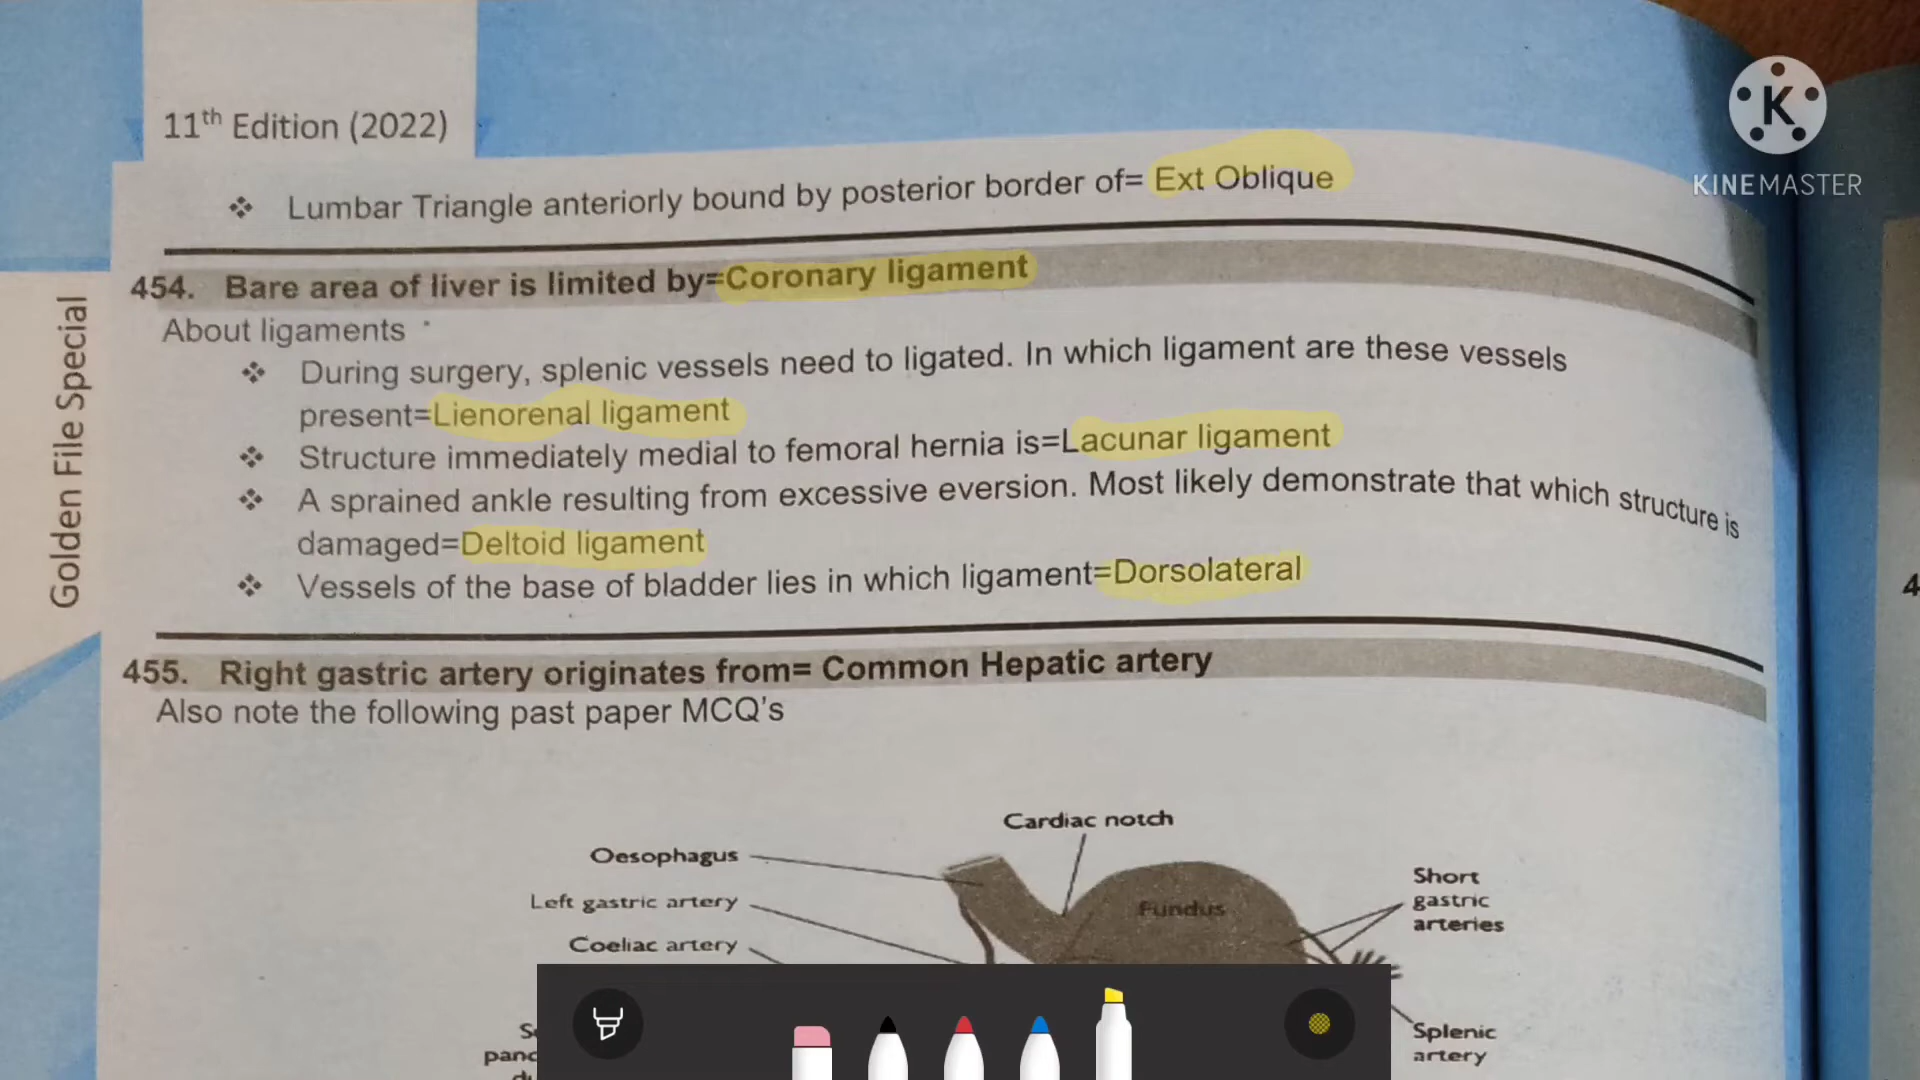 11th Edition (2022)
KINEMASTER
❖ Lumbar Triangle anteriorly bound by posterior border of= Ext Oblique
454. Bare area of liver is limited by=Coronary ligament
About ligaments
❖ During surgery, splenic vessels need to ligated. In which ligament are these vessels
present=Lienorenal ligament
❖ Structure immediately medial to femoral hernia is=Lacunar ligament
❖ A sprained ankle resulting from excessive eversion. Most likely demonstrate that which structure is
damaged=Deltoid ligament
❖ Vessels of the base of bladder lies in which ligament=Dorsolateral
Golden File Special
455. Right gastric artery originates from= Common Hepatic artery
Also note the following past paper MCQ's
Cardiac notch
Oesophagus
Left gastric artery
Coeliac artery
Fundus
Short
gastric
arteries
Splenic
artery